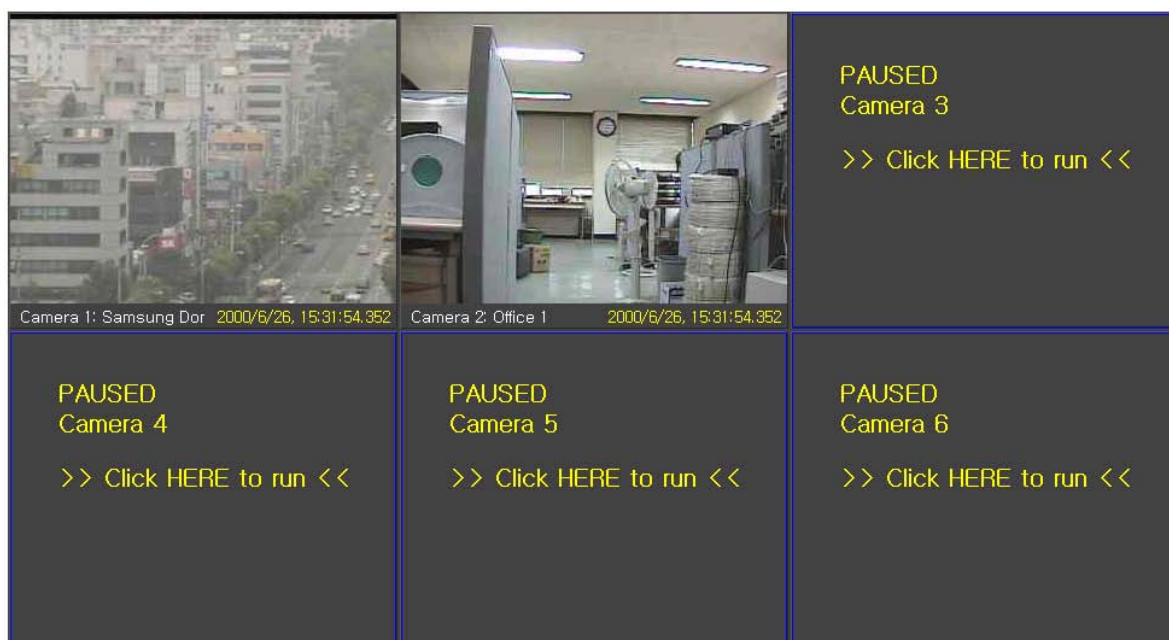 Camera 1: Samsung Dor 2000/6/26, 15:31:54.352
Camera 2: Office 1 2000/6/26, 15:31:54.352
PAUSED
Camera 3
>> Click HERE to run <<
PAUSED
Camera 4
>> Click HERE to run <<
PAUSED
Camera 5
>> Click HERE to run <<
PAUSED
Camera 6
>> Click HERE to run <<